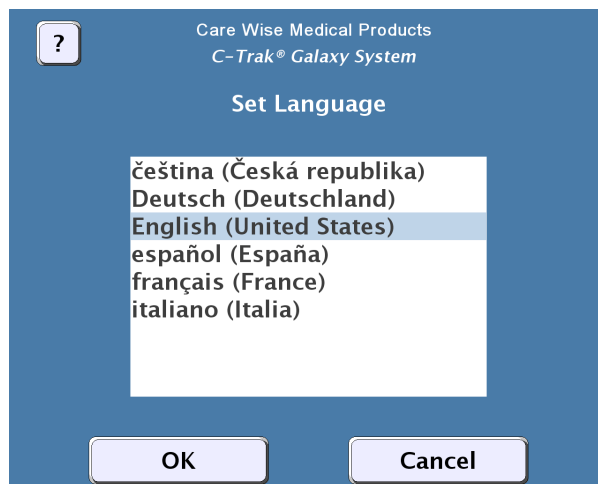 ?
Care Wise Medical Products
C-Trak® Galaxy System
Set Language
čeština (Česká republika)
Deutsch (Deutschland)
English (United States)
español (España)
français (France)
italiano (Italia)
OK
Cancel